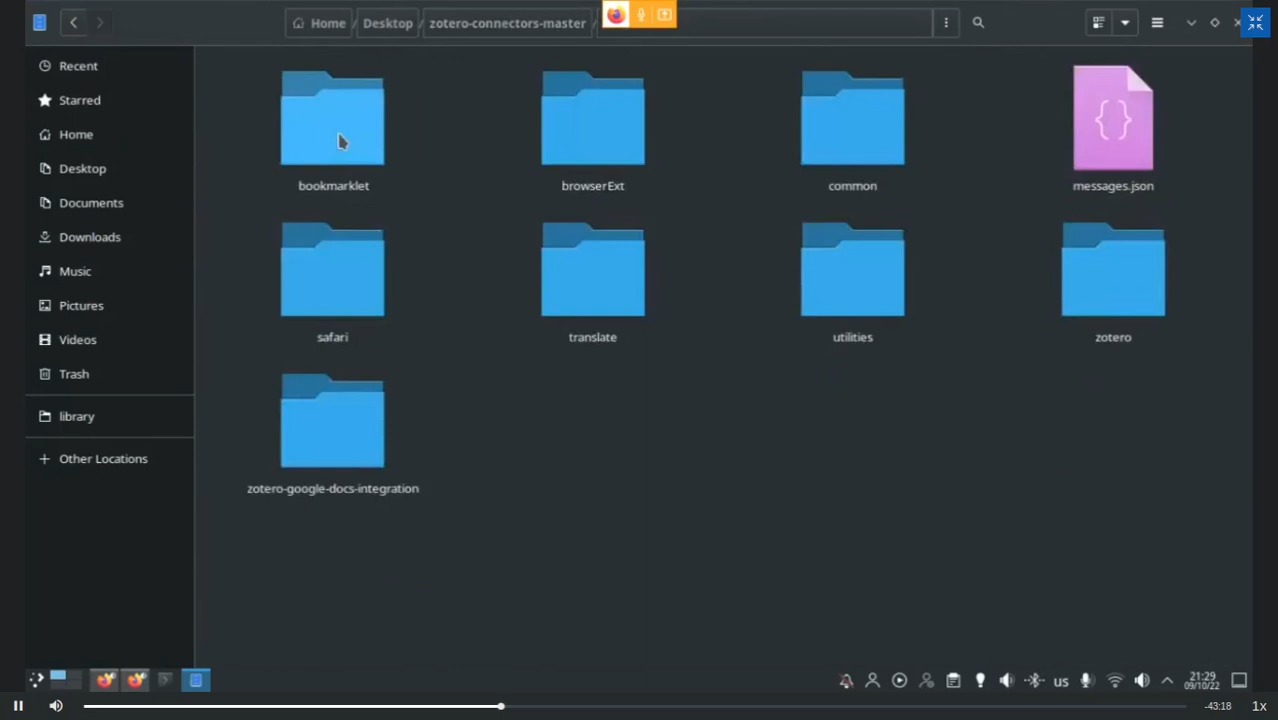 Home / Desktop / zotero-connectors-master /
Recent
Starred
Home
Desktop
Documents
Downloads
Music
Pictures
Videos
Trash
library
Other Locations
bookmarklet
browserExt
common
messages.json
safari
translate
utilities
zotero
zotero-google-docs-integration
us
21:29
09/10/22
-43:18
1x